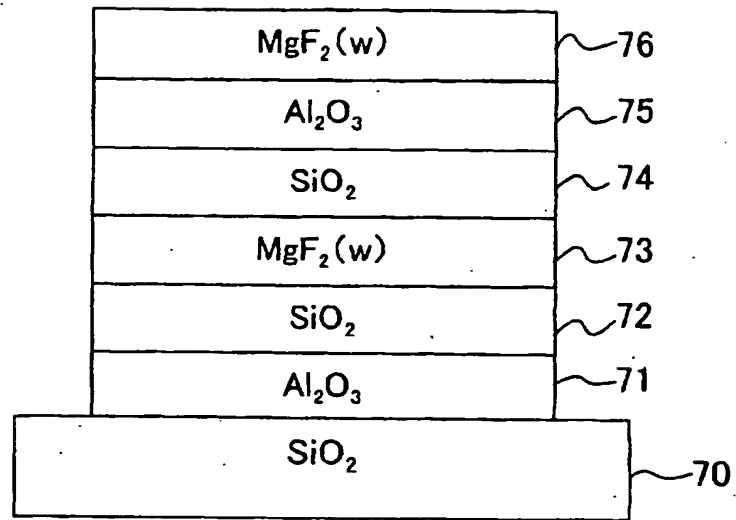 MgF₂(w) 76
Al₂O₃ 75
SiO₂ 74
MgF₂(w) 73
SiO₂ 72
Al₂O₃ 71
SiO₂ 70